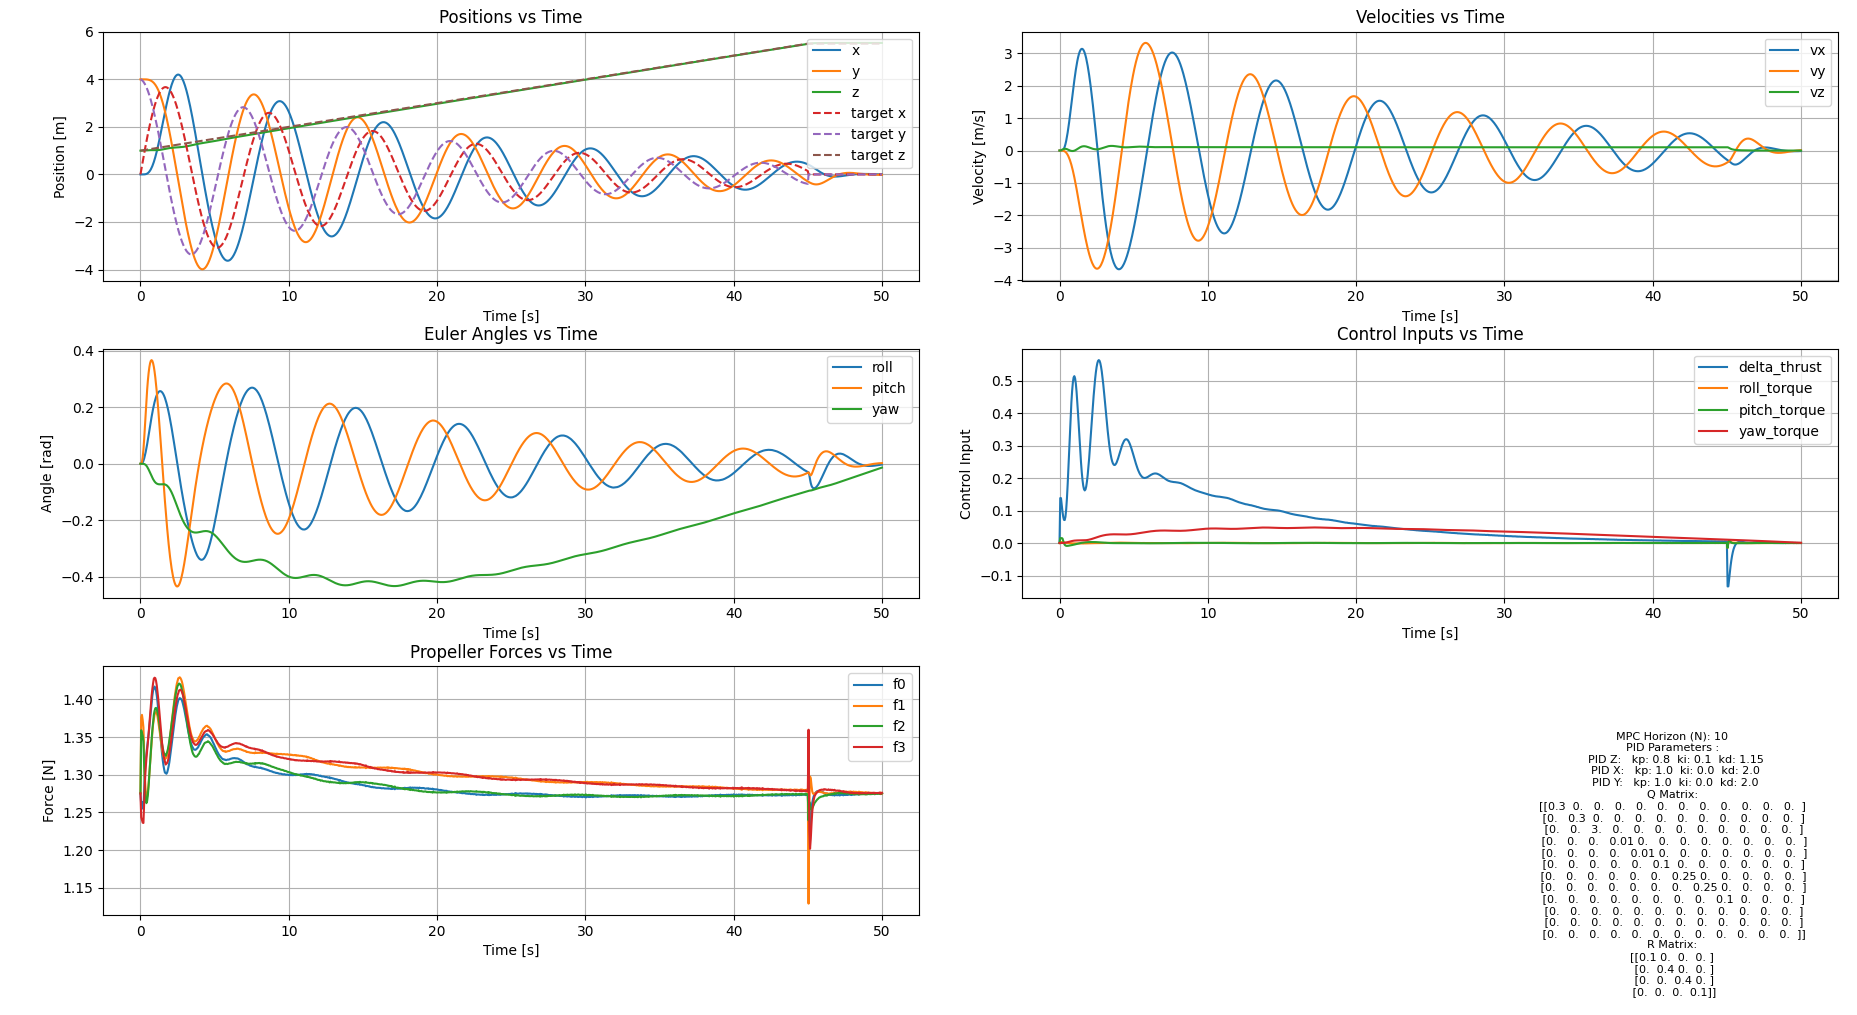 Positions vs Time
Position [m]
6
4
2
0
−2
−4
0 10 20 30 40 50
Time [s]
x
y
z
target x
target y
target z
Velocities vs Time
Velocity [m/s]
3
2
1
0
−1
−2
−3
−4
0 10 20 30 40 50
Time [s]
vx
vy
vz
Euler Angles vs Time
Angle [rad]
0.4
0.2
0.0
−0.2
−0.4
0 10 20 30 40 50
Time [s]
roll
pitch
yaw
Control Inputs vs Time
Control Input
0.5
0.4
0.3
0.2
0.1
0.0
−0.1
0 10 20 30 40 50
Time [s]
delta_thrust
roll_torque
pitch_torque
yaw_torque
Propeller Forces vs Time
Force [N]
1.40
1.35
1.30
1.25
1.20
1.15
0 10 20 30 40 50
Time [s]
f0
f1
f2
f3
MPC Horizon (N): 10
PID Parameters :
PID Z: kp: 0.8 ki: 0.1 kd: 1.15
PID X: kp: 1.0 ki: 0.0 kd: 2.0
PID Y: kp: 1.0 ki: 0.0 kd: 2.0
Q Matrix:
[[0.3 0. 0. 0. 0. 0. 0. 0. 0. 0. 0. 0. ]
[0. 0.3 0. 0. 0. 0. 0. 0. 0. 0. 0. 0. ]
[0. 0. 3. 0. 0. 0. 0. 0. 0. 0. 0. 0. ]
[0. 0. 0. 0.01 0. 0. 0. 0. 0. 0. 0. 0. ]
[0. 0. 0. 0. 0.01 0. 0. 0. 0. 0. 0. 0. ]
[0. 0. 0. 0. 0. 0.1 0. 0. 0. 0. 0. 0. ]
[0. 0. 0. 0. 0. 0. 0.25 0. 0. 0. 0. 0. ]
[0. 0. 0. 0. 0. 0. 0. 0.25 0. 0. 0. 0. ]
[0. 0. 0. 0. 0. 0. 0. 0. 0.1 0. 0. 0. ]
[0. 0. 0. 0. 0. 0. 0. 0. 0. 0. 0. 0. ]
[0. 0. 0. 0. 0. 0. 0. 0. 0. 0. 0. 0. ]
[0. 0. 0. 0. 0. 0. 0. 0. 0. 0. 0. 0. ]]
R Matrix:
[[0.1 0. 0. 0. ]
[0. 0.4 0. 0. ]
[0. 0. 0.4 0. ]
[0. 0. 0. 0.1]]